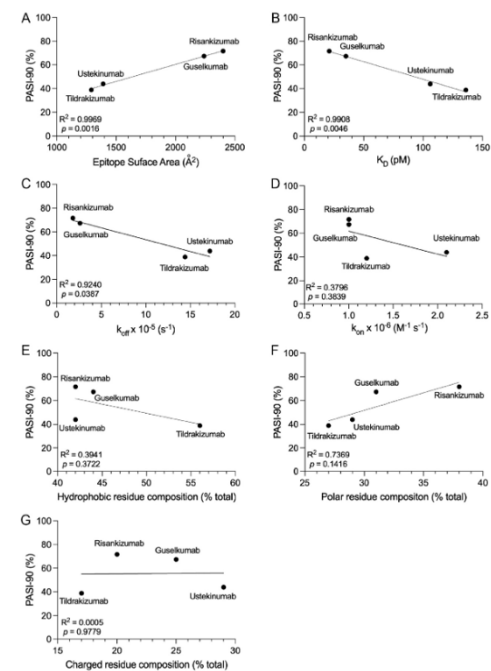 A
PASI-90 (%)
100
80
60
40
20
0
Risankizumab
Guselkumab
Ustekinumab
Tildrakizumab
R² = 0.9969
p = 0.0016
1000 1500 2000 2500
Epitope Suface Area (Å²)
B
PASI-90 (%)
100
80
60
40
20
0
Risankizumab
Guselkumab
Ustekinumab
Tildrakizumab
R² = 0.9908
p = 0.0046
0 50 100 150
K_D (pM)
C
PASI-90 (%)
100
80
60
40
20
0
Risankizumab
Guselkumab
Ustekinumab
Tildrakizumab
R² = 0.9240
p = 0.0387
0 5 10 15 20
k_off x 10⁻⁵ (s⁻¹)
D
PASI-90 (%)
100
80
60
40
20
0
Risankizumab
Guselkumab
Ustekinumab
Tildrakizumab
R² = 0.3796
p = 0.3839
0.5 1.0 1.5 2.0 2.5
k_on x 10⁻⁶ (M⁻¹ s⁻¹)
E
PASI-90 (%)
100
80
60
40
20
0
Risankizumab
Guselkumab
Ustekinumab
Tildrakizumab
R² = 0.3941
p = 0.3722
40 45 50 55 60
Hydrophobic residue composition (% total)
F
PASI-90 (%)
100
80
60
40
20
0
Guselkumab
Risankizumab
Tildrakizumab
Ustekinumab
R² = 0.7369
p = 0.1416
25 30 35 40
Polar residue compositon (% total)
G
PASI-90 (%)
100
80
60
40
20
0
Risankizumab
Guselkumab
Tildrakizumab
Ustekinumab
R² = 0.0005
p = 0.9779
15 20 25 30
Charged residue composition (% total)